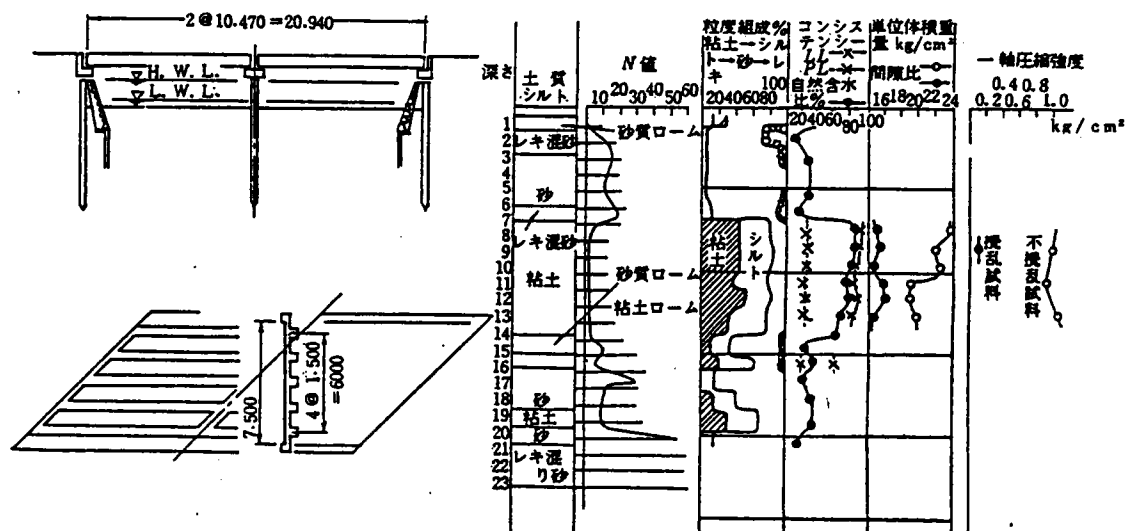 2@10.470=20.940
H. W. L.
L. W. L.
7.500
4@1.500
=6000
深さ
土質
シルト
N値
10 20 30 40 50 60
1
2
3
4
5
6
7
8
9
10
11
12
13
14
15
16
17
18
19
20
21
22
23
レキ混砂
砂
レキ混砂
粘土
砂
粘土
砂
レキ混
り砂
砂質ローム
砂質ローム
粘土ローム
粒度組成%
粘土→シル
ト→砂→レ
キ
100
20 40 60 80
粘土
シルト
コンシス
テンシー
自然含水
比%
20 40 60 80 100
単位体積重
量 kg/cm²
間隙比
16 18 20 22 24
一軸圧縮強度
0.4 0.8
0.2 0.6 1.0
kg/cm²
攪乱試料
不攪乱試料